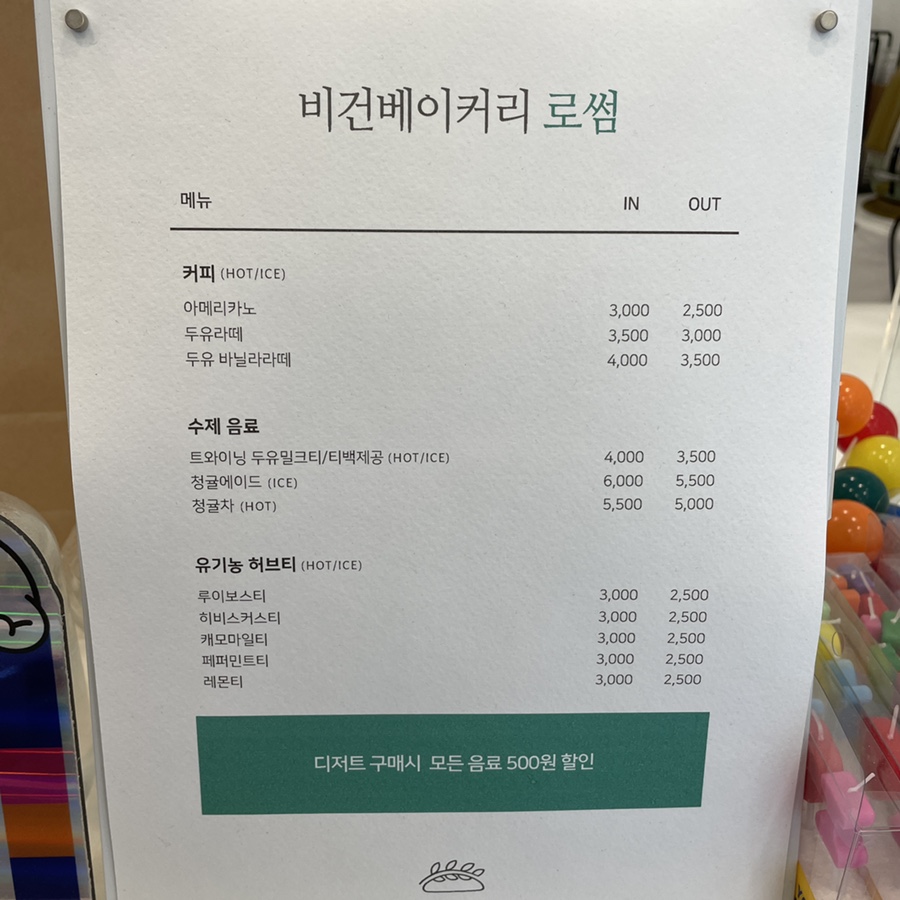 비건베이커리 로썸
메뉴 IN OUT
커피 (HOT/ICE)
아메리카노 3,000 2,500
두유라떼 3,500 3,000
두유 바닐라라떼 4,000 3,500
수제 음료
트와이닝 두유밀크티/티백제공 (HOT/ICE) 4,000 3,500
청귤에이드 (ICE) 6,000 5,500
청귤차 (HOT) 5,500 5,000
유기농 허브티 (HOT/ICE)
루이보스티 3,000 2,500
히비스커스티 3,000 2,500
캐모마일티 3,000 2,500
페퍼민트티 3,000 2,500
레몬티 3,000 2,500
디저트 구매시 모든 음료 500원 할인